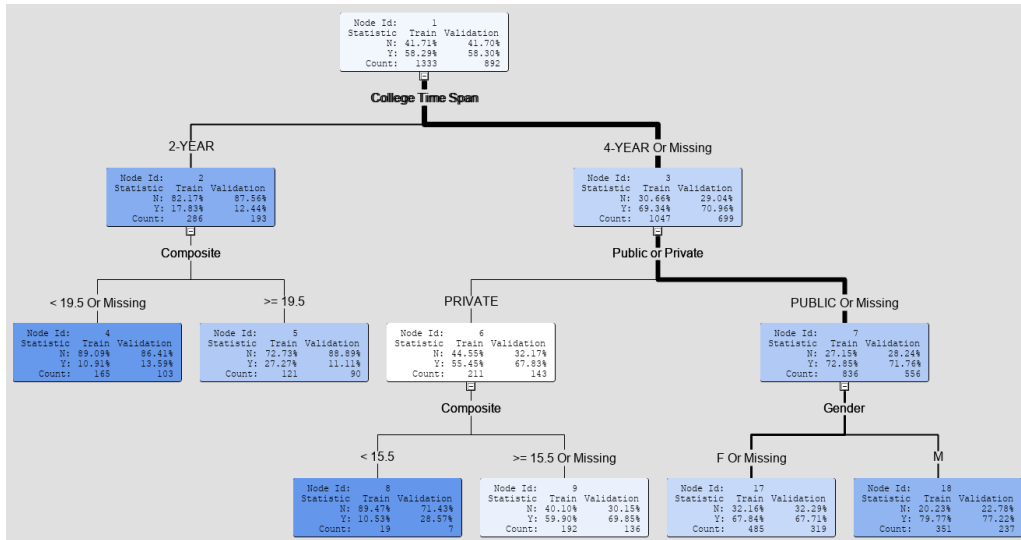 Node Id: 1
Statistic Train Validation
N: 41.71% 41.70%
Y: 58.29% 58.30%
Count: 1333 892
College Time Span
2-YEAR
4-YEAR Or Missing
Node Id: 2
Statistic Train Validation
N: 82.17% 87.56%
Y: 17.83% 12.44%
Count: 286 193
Node Id: 3
Statistic Train Validation
N: 30.66% 29.04%
Y: 69.34% 70.96%
Count: 1047 699
Composite
Public or Private
< 19.5 Or Missing
>= 19.5
PRIVATE
PUBLIC Or Missing
Node Id: 4
Statistic Train Validation
N: 89.09% 86.41%
Y: 10.91% 13.59%
Count: 165 103
Node Id: 5
Statistic Train Validation
N: 72.73% 88.89%
Y: 27.27% 11.11%
Count: 121 90
Node Id: 6
Statistic Train Validation
N: 44.55% 32.17%
Y: 55.45% 67.83%
Count: 211 143
Node Id: 7
Statistic Train Validation
N: 27.15% 28.24%
Y: 72.85% 71.76%
Count: 836 556
Composite
Gender
< 15.5
>= 15.5 Or Missing
F Or Missing
M
Node Id: 8
Statistic Train Validation
N: 89.47% 71.43%
Y: 10.53% 28.57%
Count: 19 7
Node Id: 9
Statistic Train Validation
N: 40.10% 30.15%
Y: 59.90% 69.85%
Count: 192 136
Node Id: 17
Statistic Train Validation
N: 32.16% 32.29%
Y: 67.84% 67.71%
Count: 485 319
Node Id: 18
Statistic Train Validation
N: 20.23% 22.78%
Y: 79.77% 77.22%
Count: 351 237